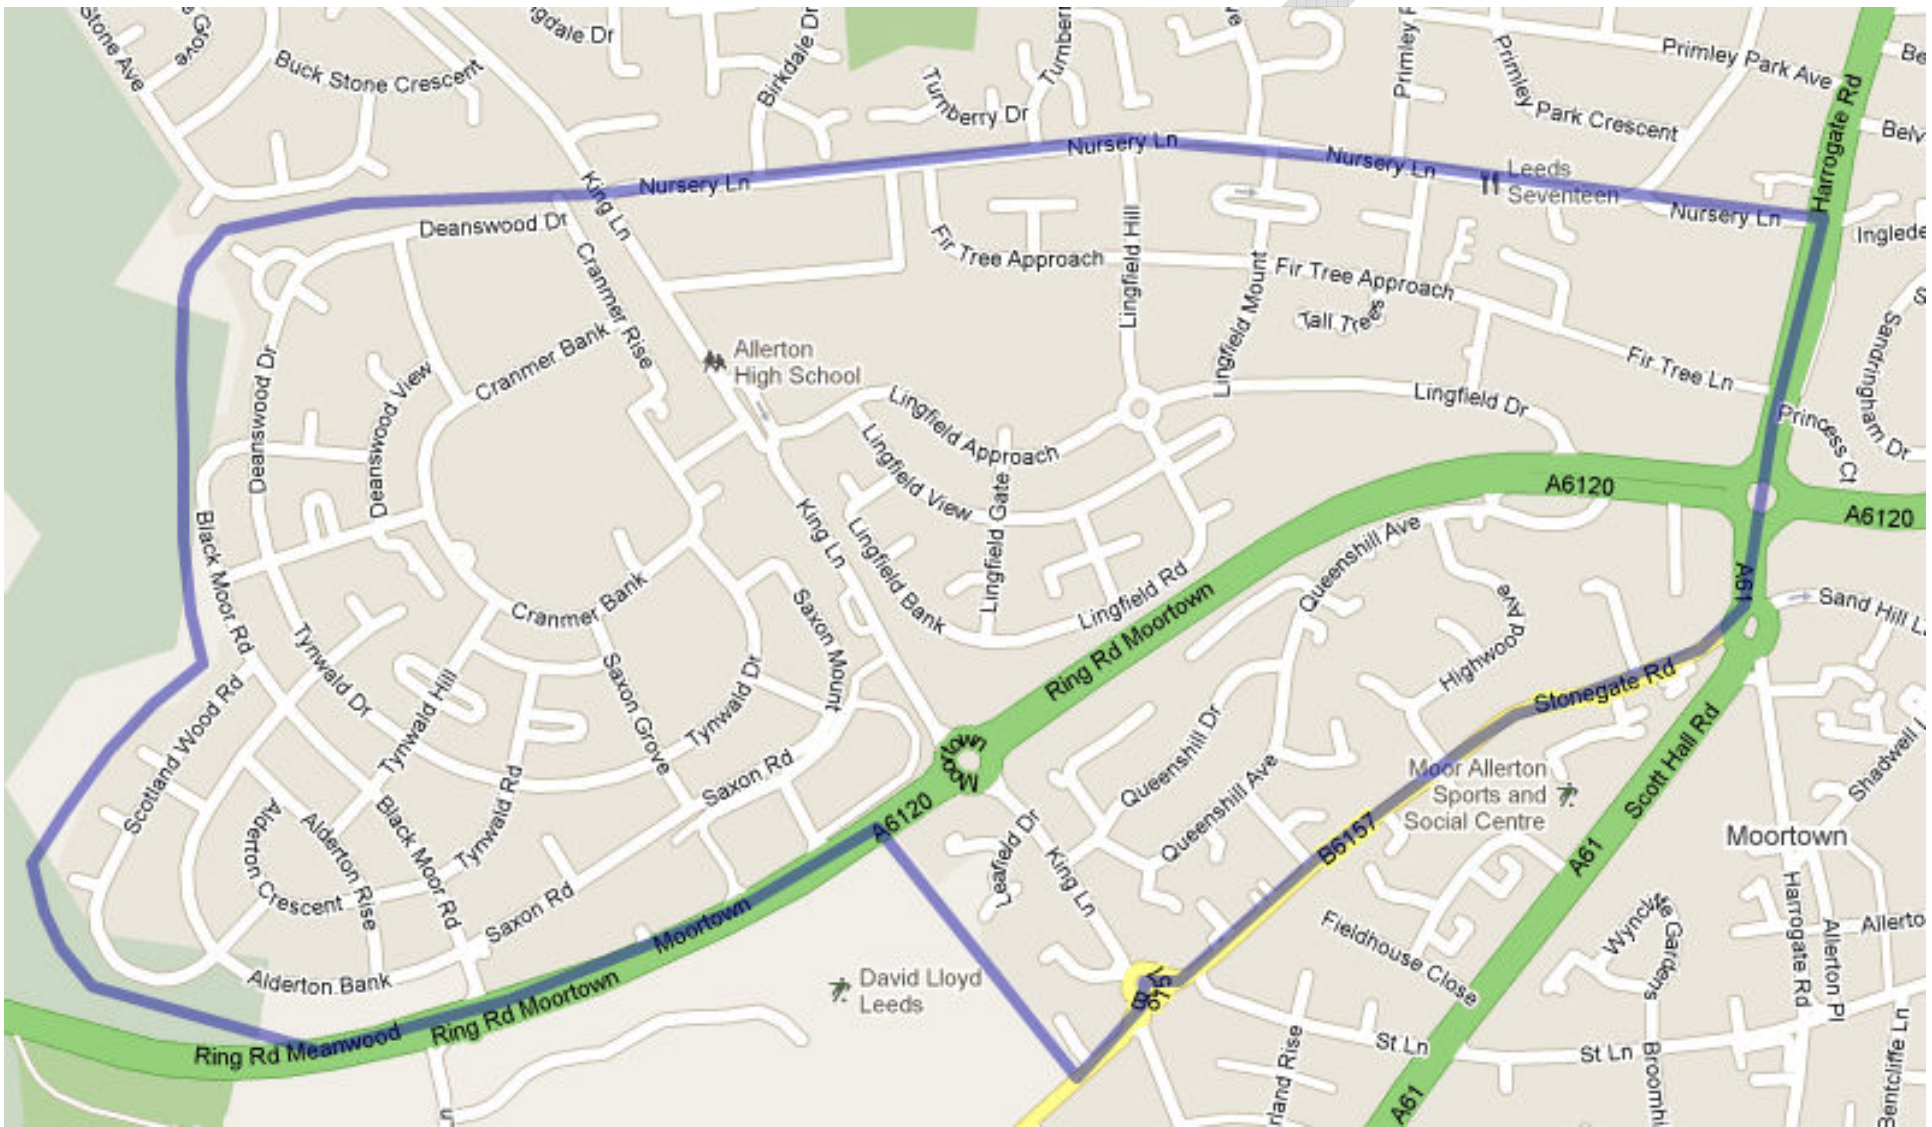 Stone Ave
Buck Stone Crescent
Birkdale Dr
Turnberry Dr
Primley Park Ave
Primley
Park Crescent
Harrogate Rd
Nursery Ln
Nursery Ln
Nursery Ln
Nursery Ln
Leeds
Seventeen
King Ln
Deanswood Dr
Cranmer Rise
Fir Tree Approach
Lingfield Hill
Fir Tree Approach
Lingfield Mount
Tall Trees
Fir Tree Ln
Sandringham Dr
Princess Ct
Allerton
High School
Cranmer Bank
Deanswood Dr
Deanswood View
Lingfield Approach
Lingfield Dr
Lingfield View
Lingfield Gate
A6120
A6120
King Ln
Lingfield Bank
Lingfield Rd
Queenshill Ave
Black Moor Rd
Cranmer Bank
Saxon Mount
Ring Rd Moortown
Highwood Ave
A61
Tynwald Dr
Tynwald Hill
Saxon Grove
Tynwald Dr
Stonegate Rd
Scotland Wood Rd
Moortown
Queenshill Dr
Scott Hall Rd
Saxon Rd
Tynwald Rd
Queenshill Ave
Moor Allerton
Sports and
Social Centre
A6120
Alderton Crescent
Alderton Rise
Black Moor Rd
Leafield Dr
King Ln
B6157
A61
Moortown
Harrogate Rd
Allerton Pl
Saxon Rd
Moortown
Fieldhouse Close
Alderton Bank
David Lloyd
Leeds
Ring Rd Meanwood
Ring Rd Moortown
St Ln
St Ln
Bentcliffe Ln
A61